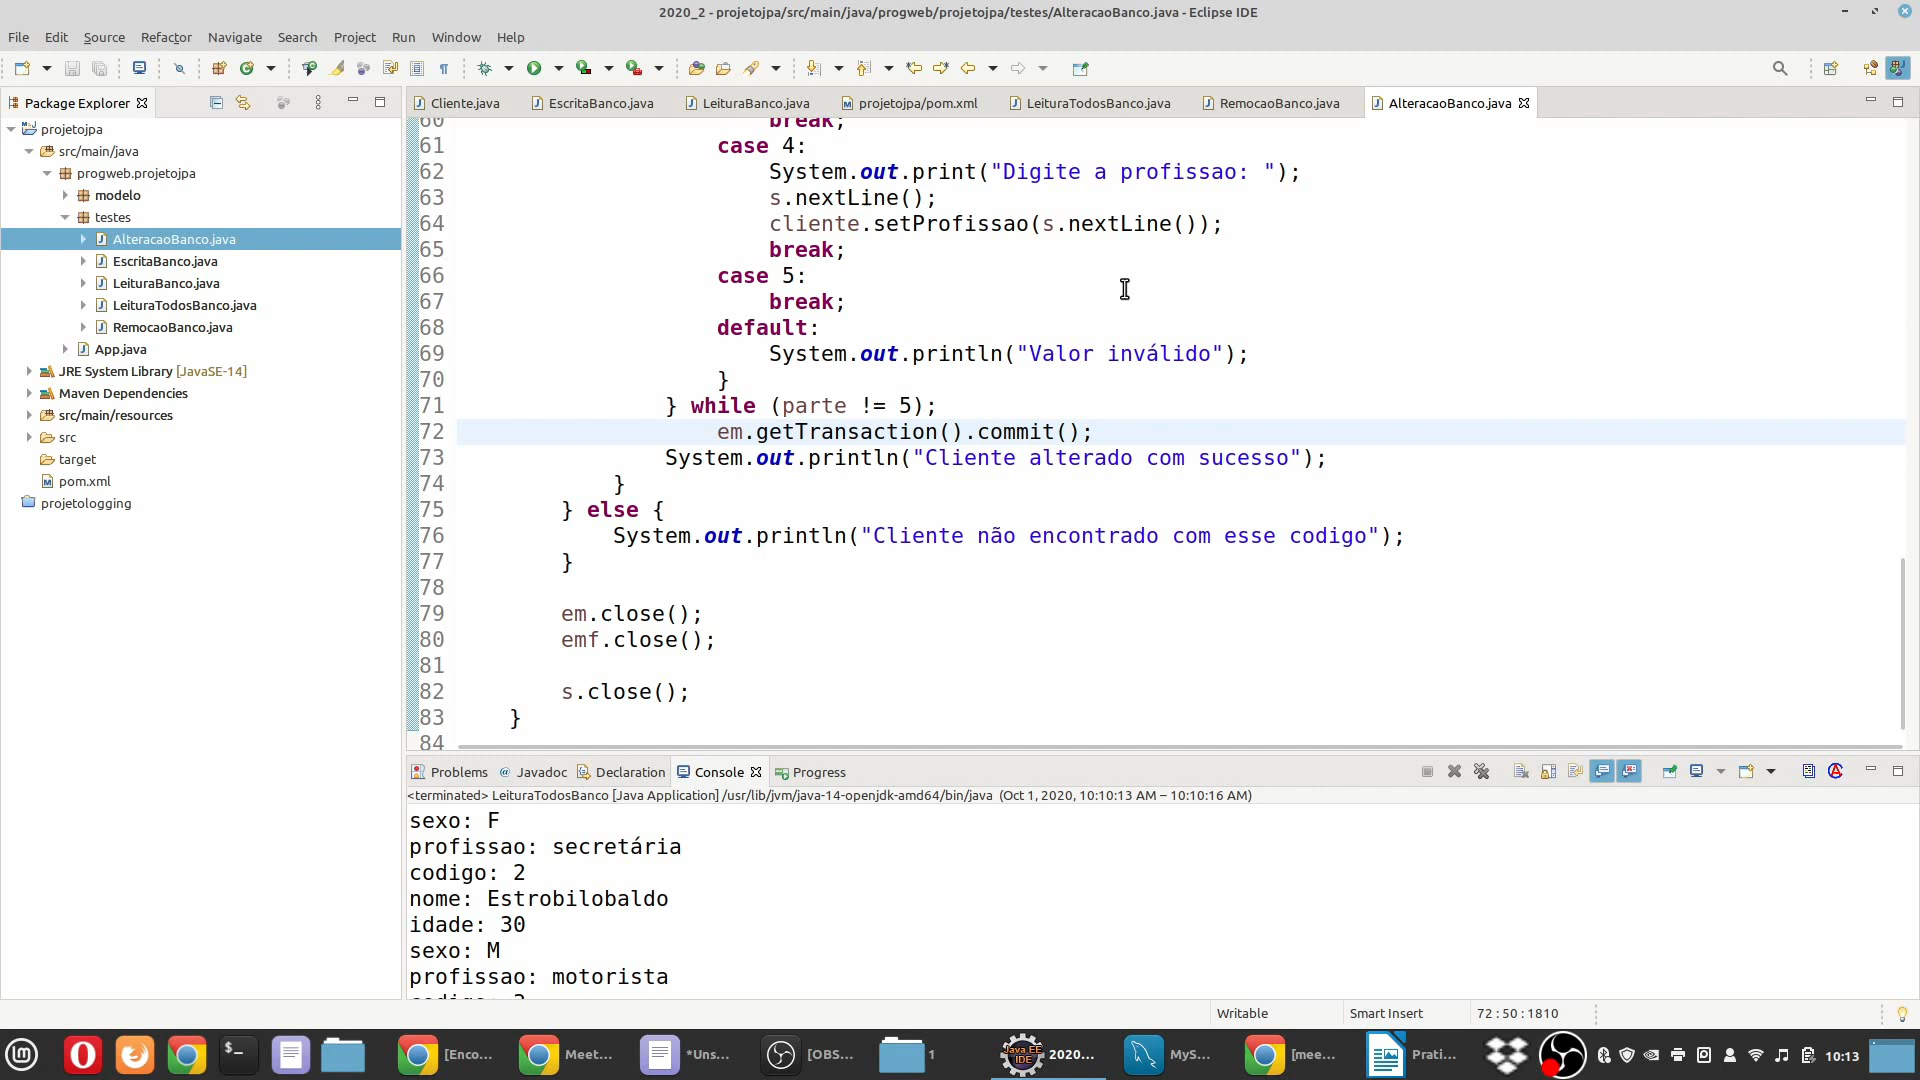 2020_2 - projetojpa/src/main/java/progweb/projetojpa/testes/AlteracaoBanco.java - Eclipse IDE
File Edit Source Refactor Navigate Search Project Run Window Help
Package Explorer
projetojpa
src/main/java
progweb.projetojpa
modelo
testes
AlteracaoBanco.java
EscritaBanco.java
LeituraBanco.java
LeituraTodosBanco.java
RemocaoBanco.java
App.java
JRE System Library [JavaSE-14]
Maven Dependencies
src/main/resources
src
target
pom.xml
projetologging
Cliente.java EscritaBanco.java LeituraBanco.java projetojpa/pom.xml LeituraTodosBanco.java RemocaoBanco.java AlteracaoBanco.java
60 break;
61 case 4:
62 System.out.print("Digite a profissao: ");
63 s.nextLine();
64 cliente.setProfissao(s.nextLine());
65 break;
66 case 5:
67 break;
68 default:
69 System.out.println("Valor inválido");
70 }
71 } while (parte != 5);
72 em.getTransaction().commit();
73 System.out.println("Cliente alterado com sucesso");
74 }
75 } else {
76 System.out.println("Cliente não encontrado com esse codigo");
77 }
78
79 em.close();
80 emf.close();
81
82 s.close();
83 }
84
Problems Javadoc Declaration Console Progress
<terminated> LeituraTodosBanco [Java Application] /usr/lib/jvm/java-14-openjdk-amd64/bin/java (Oct 1, 2020, 10:10:13 AM – 10:10:16 AM)
sexo: F
profissao: secretária
codigo: 2
nome: Estrobilobaldo
idade: 30
sexo: M
profissao: motorista
codigo: 3
Writable Smart Insert 72 : 50 : 1810
[Enco... Meet... *Uns... [OBS... 1 2020... MyS... [mee... Prati... 10:13